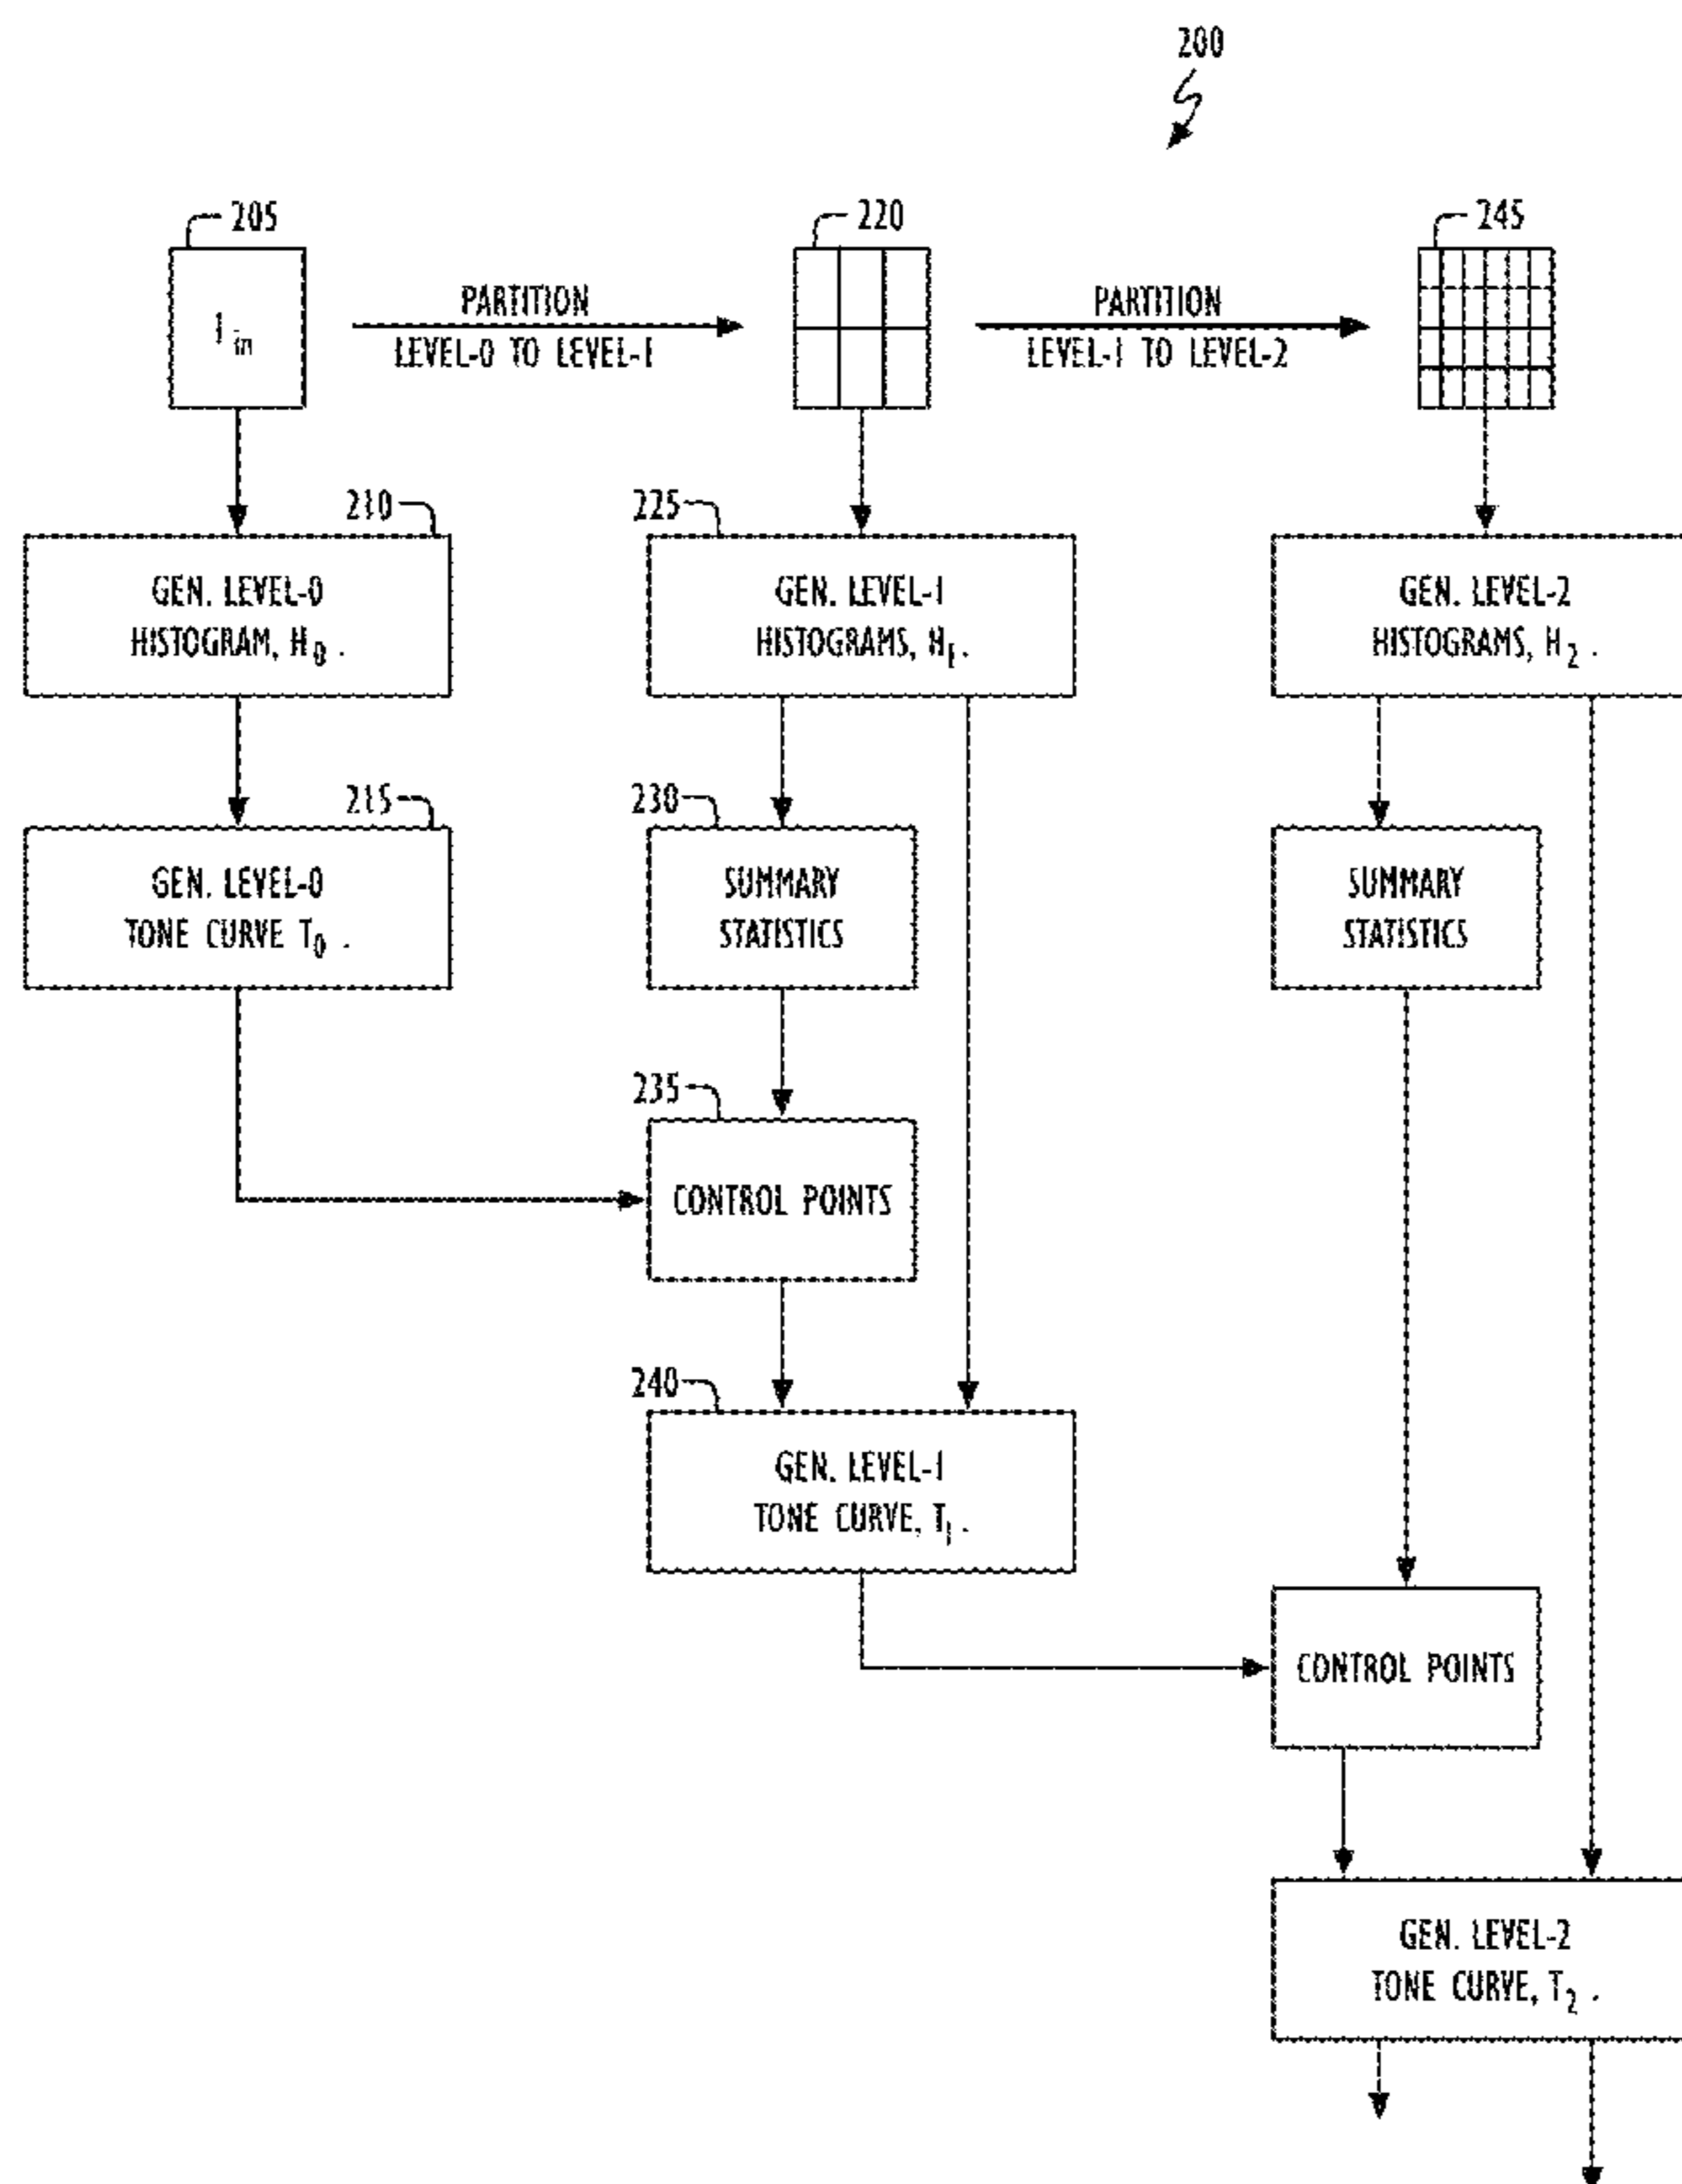 200
205
220
245
I in
PARTITION
LEVEL-0 TO LEVEL-1
PARTITION
LEVEL-1 TO LEVEL-2
210
225
GEN. LEVEL-0
HISTOGRAM, H0 .
GEN. LEVEL-1
HISTOGRAMS, H1.
GEN. LEVEL-2
HISTOGRAMS, H2 .
215
230
GEN. LEVEL-0
TONE CURVE T0 .
SUMMARY
STATISTICS
SUMMARY
STATISTICS
235
CONTROL POINTS
240
GEN. LEVEL-1
TONE CURVE, T1 .
CONTROL POINTS
GEN. LEVEL-2
TONE CURVE, T2 .